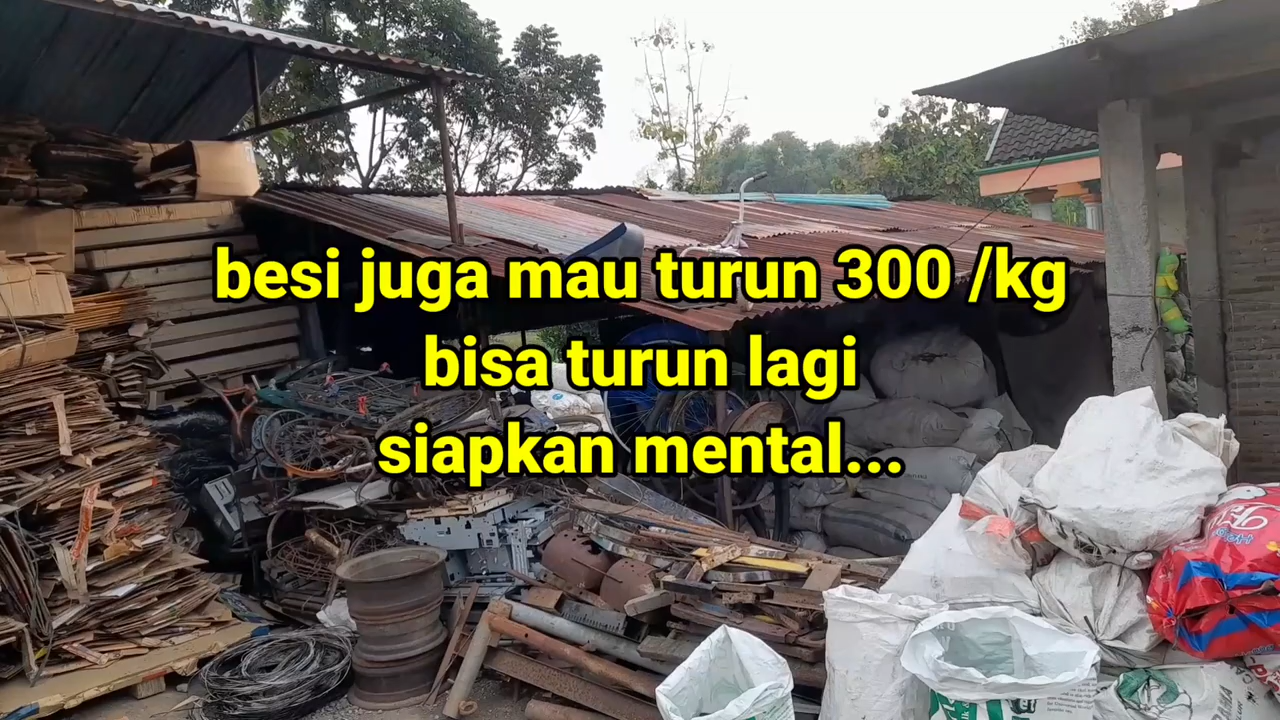 besi juga mau turun 300 /kg
bisa turun lagi
siapkan mental...